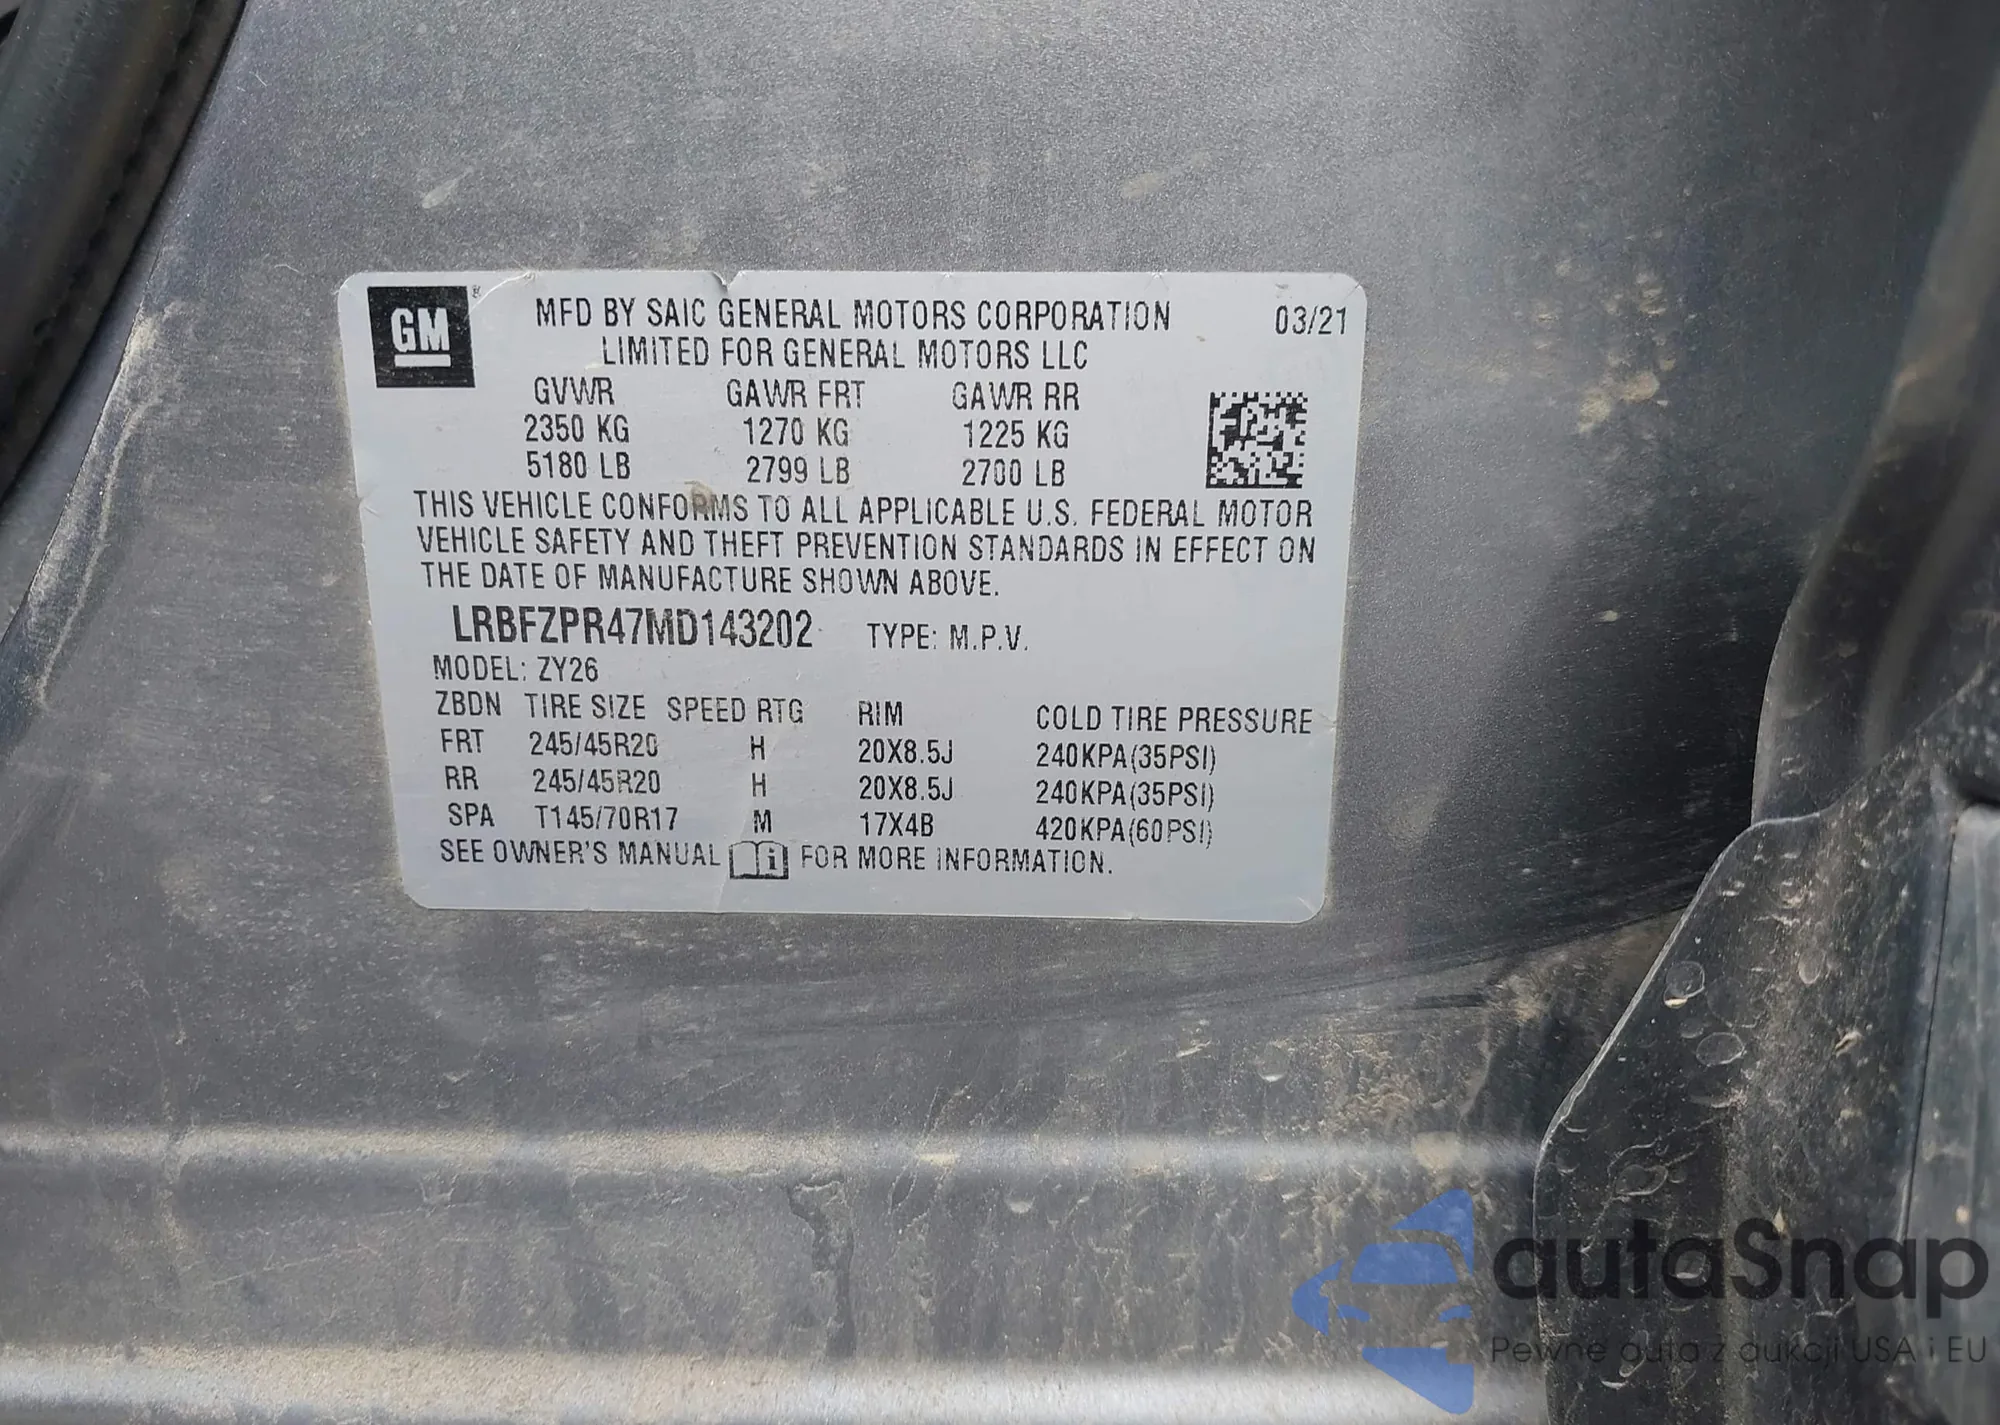 GM
MFD BY SAIC GENERAL MOTORS CORPORATION 03/21
LIMITED FOR GENERAL MOTORS LLC
GVWR GAWR FRT GAWR RR
2350 KG 1270 KG 1225 KG
5180 LB 2799 LB 2700 LB
THIS VEHICLE CONFORMS TO ALL APPLICABLE U.S. FEDERAL MOTOR
VEHICLE SAFETY AND THEFT PREVENTION STANDARDS IN EFFECT ON
THE DATE OF MANUFACTURE SHOWN ABOVE.
LRBFZPR47MD143202 TYPE: M.P.V.
MODEL: ZY26
ZBDN TIRE SIZE SPEED RTG RIM COLD TIRE PRESSURE
FRT 245/45R20 H 20X8.5J 240KPA(35PSI)
RR 245/45R20 H 20X8.5J 240KPA(35PSI)
SPA T145/70R17 M 17X4B 420KPA(60PSI)
SEE OWNER'S MANUAL FOR MORE INFORMATION.
autaSnap
Pewne auta z aukcji USA i EU